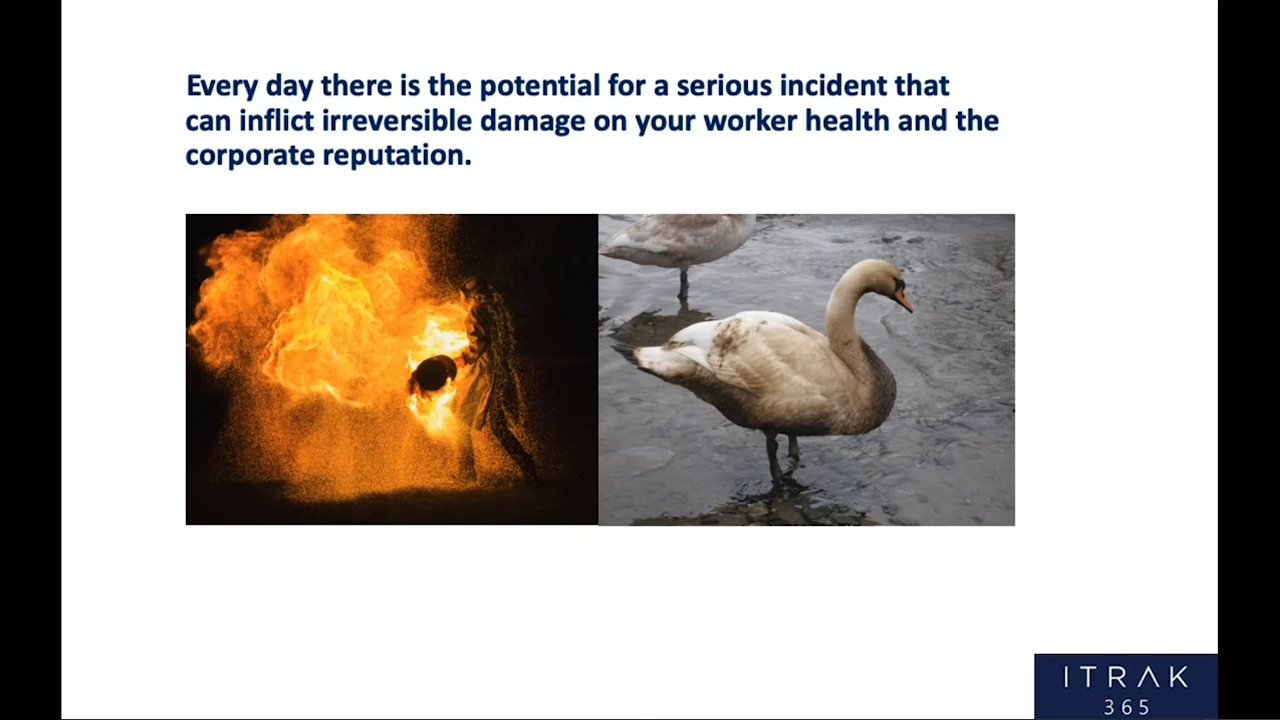 Every day there is the potential for a serious incident that
can inflict irreversible damage on your worker health and the
corporate reputation.
ITRAK
365